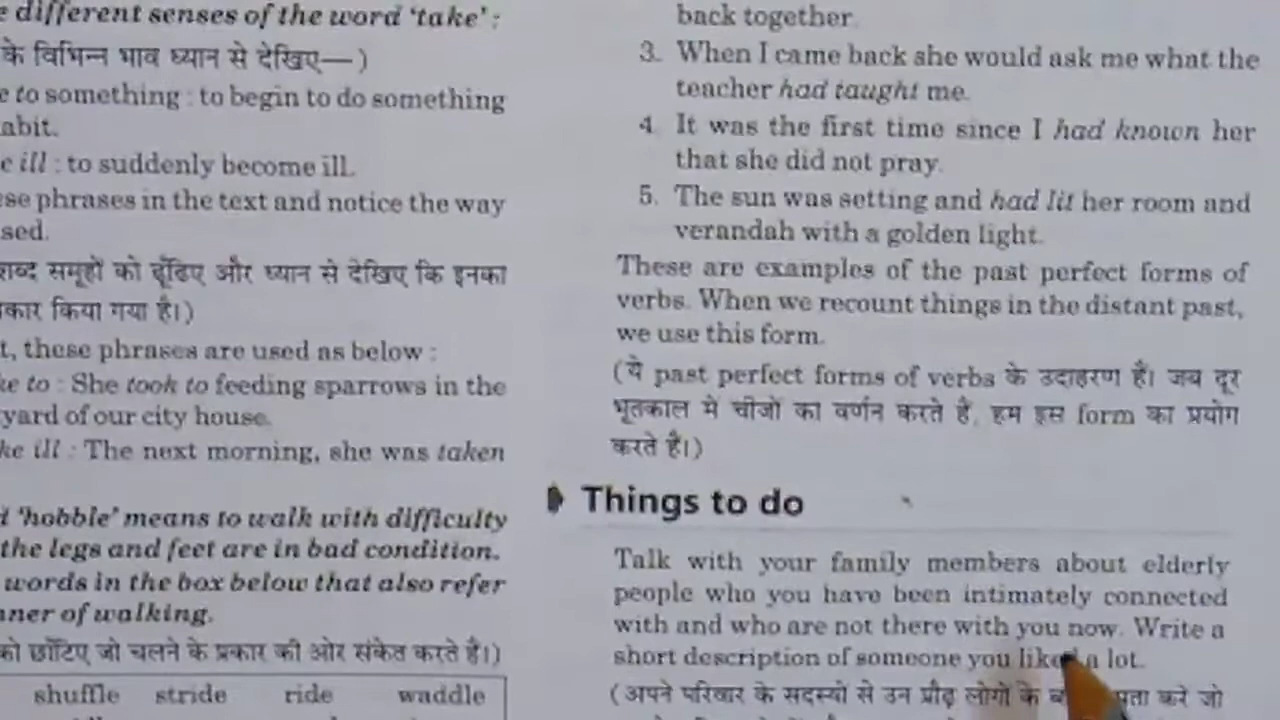 e different senses of the word ‘take’ :
के विभिन्न भाव ध्यान से देखिए—)
e to something : to begin to do something
abit.
e ill : to suddenly become ill.
se phrases in the text and notice the way
sed.
शब्द समूहों को ढूँढिए और ध्यान से देखिए कि इनका
कार किया गया है।)
t, these phrases are used as below :
ke to : She took to feeding sparrows in the
yard of our city house.
ke ill : The next morning, she was taken
d ‘hobble’ means to walk with difficulty
the legs and feet are in bad condition.
words in the box below that also refer
nner of walking.
को छाँटिए जो चलने के प्रकार की ओर संकेत करते हैं।)
shuffle stride ride waddle
back together.
3. When I came back she would ask me what the
teacher had taught me.
4. It was the first time since I had known her
that she did not pray.
5. The sun was setting and had lit her room and
verandah with a golden light.
These are examples of the past perfect forms of
verbs. When we recount things in the distant past,
we use this form.
(ये past perfect forms of verbs के उदाहरण हैं। जब दूर
भूतकाल में चीजों का वर्णन करते हैं, हम इस form का प्रयोग
करते हैं।)
Things to do
Talk with your family members about elderly
people who you have been intimately connected
with and who are not there with you now. Write a
short description of someone you liked a lot.
(अपने परिवार के सदस्यों से उन प्रौढ़ लोगों के करें जो